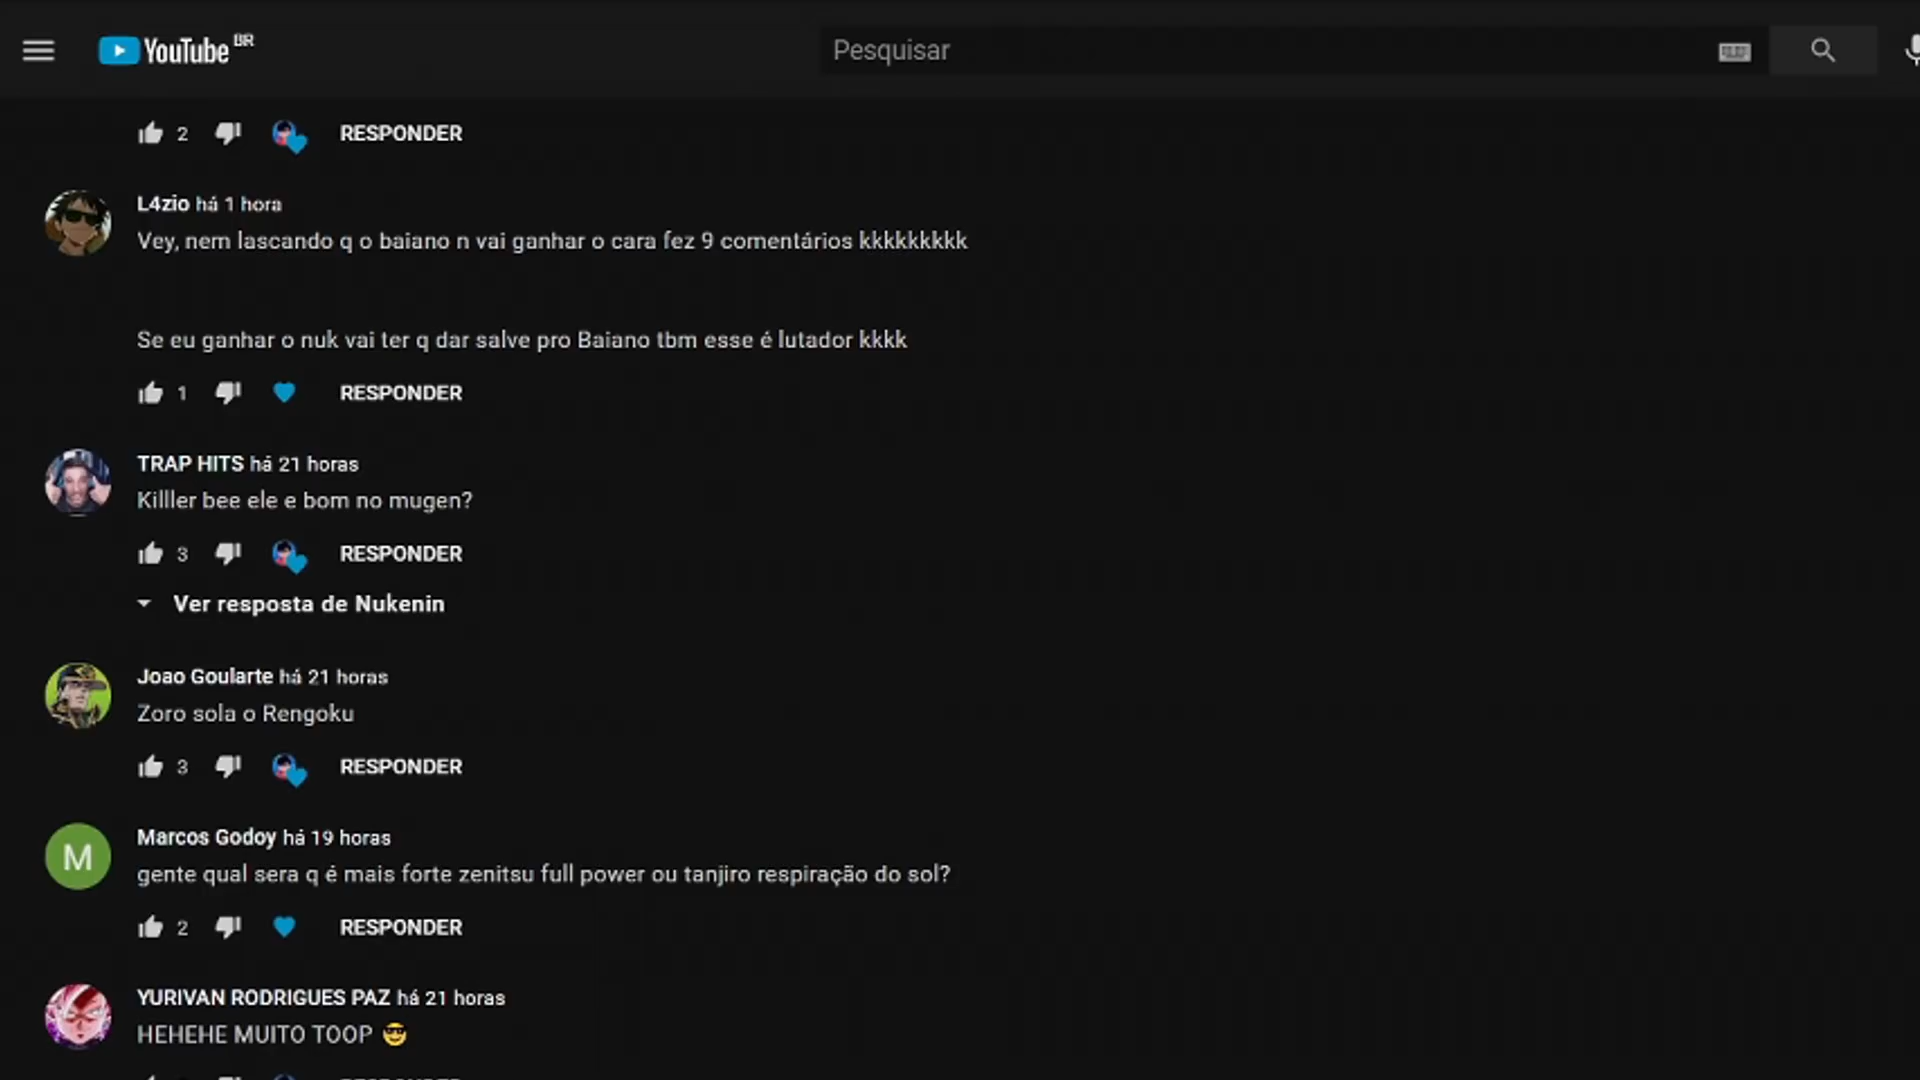 YouTube BR
Pesquisar
2 RESPONDER
L4zio há 1 hora
Vey, nem lascando q o baiano n vai ganhar o cara fez 9 comentários kkkkkkkkk
Se eu ganhar o nuk vai ter q dar salve pro Baiano tbm esse é lutador kkkk
1 RESPONDER
TRAP HITS há 21 horas
Killler bee ele e bom no mugen?
3 RESPONDER
Ver resposta de Nukenin
Joao Goularte há 21 horas
Zoro sola o Rengoku
3 RESPONDER
M
Marcos Godoy há 19 horas
gente qual sera q é mais forte zenitsu full power ou tanjiro respiração do sol?
2 RESPONDER
YURIVAN RODRIGUES PAZ há 21 horas
HEHEHE MUITO TOOP 😎